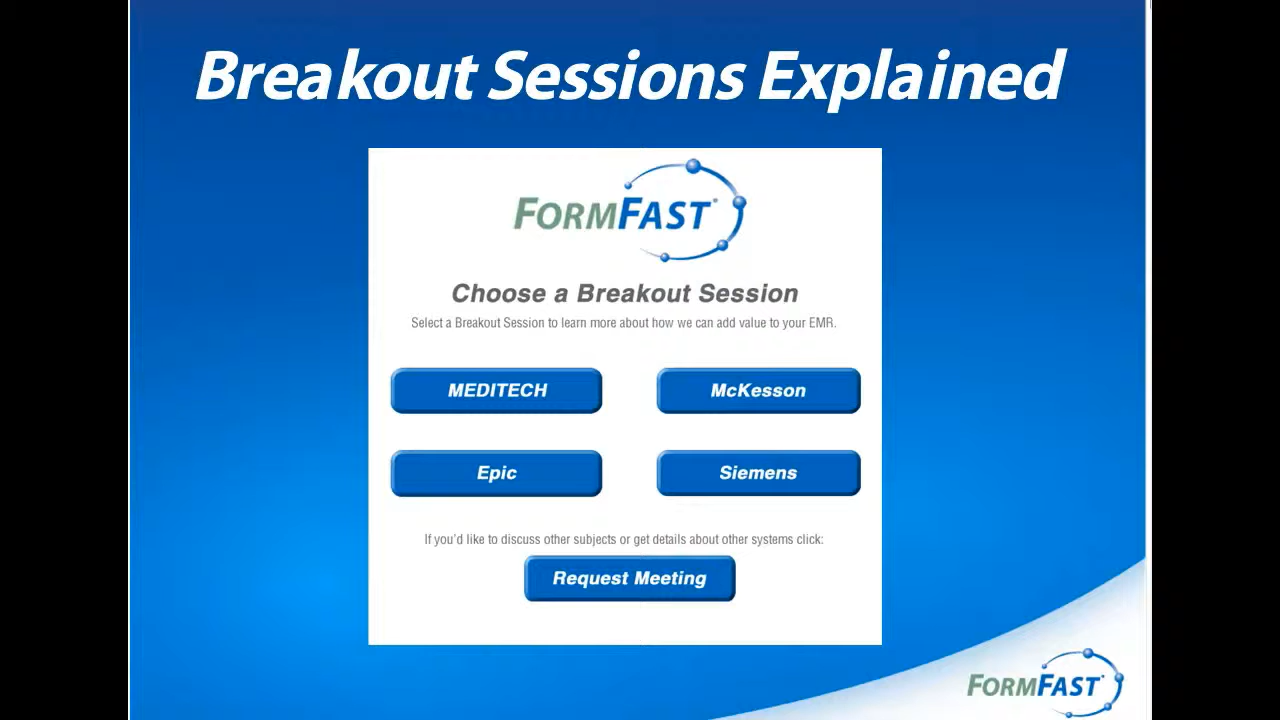 Breakout Sessions Explained
FORMFAST
Choose a Breakout Session
Select a Breakout Session to learn more about how we can add value to your EMR.
MEDITECH
McKesson
Epic
Siemens
If you'd like to discuss other subjects or get details about other systems click:
Request Meeting
FORMFAST